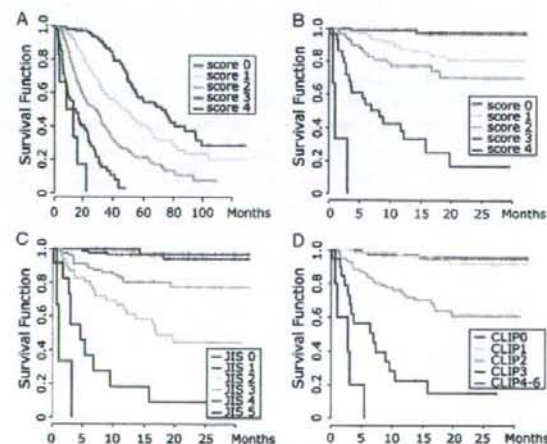 A
Survival Function
1.0
0.8
0.6
0.4
0.2
0
score 0
score 1
score 2
score 3
score 4
0 20 40 60 80 100 Months
B
Survival Function
1.0
0.8
0.6
0.4
0.2
0
score 0
score 1
score 2
score 3
score 4
0 5 10 15 20 25 Months
C
Survival Function
1.0
0.8
0.6
0.4
0.2
0
JIS 0
JIS 1
JIS 2
JIS 3
JIS 4
JIS 5
0 5 10 15 20 25 Months
D
Survival Function
1.0
0.8
0.6
0.4
0.2
0
CLIP0
CLIP1
CLIP2
CLIP3
CLIP4-6
0 5 10 15 20 25 Months